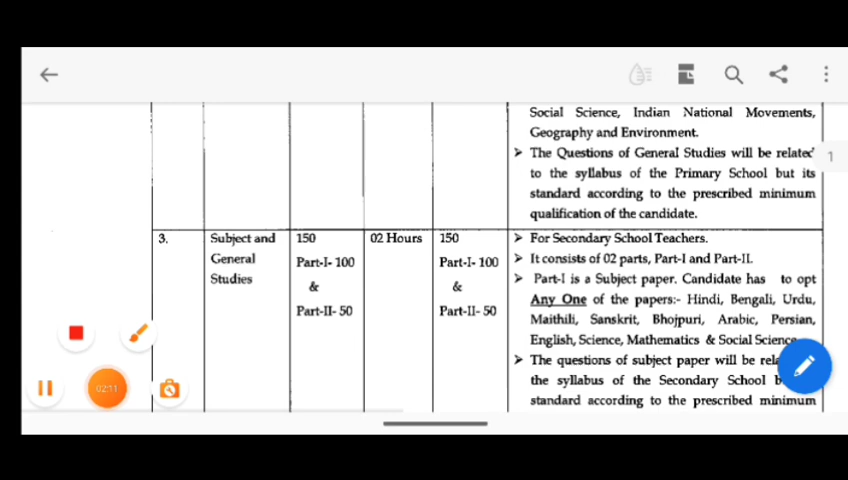 Social Science, Indian National Movements,
Geography and Environment.
➤ The Questions of General Studies will be related
1
to the syllabus of the Primary School but its
standard according to the prescribed minimum
qualification of the candidate.
3. Subject and 150 02 Hours 150 ➤ For Secondary School Teachers.
General Part-I- 100 Part-I- 100 ➤ It consists of 02 parts, Part-I and Part-II.
Studies & & ➤ Part-I is a Subject paper. Candidate has to opt
Part-II- 50 Part-II- 50 Any One of the papers:- Hindi, Bengali, Urdu,
Maithili, Sanskrit, Bhojpuri, Arabic, Persian,
English, Science, Mathematics & Social Science
➤ The questions of subject paper will be
the syllabus of the Secondary School
standard according to the prescribed minimum
02:11